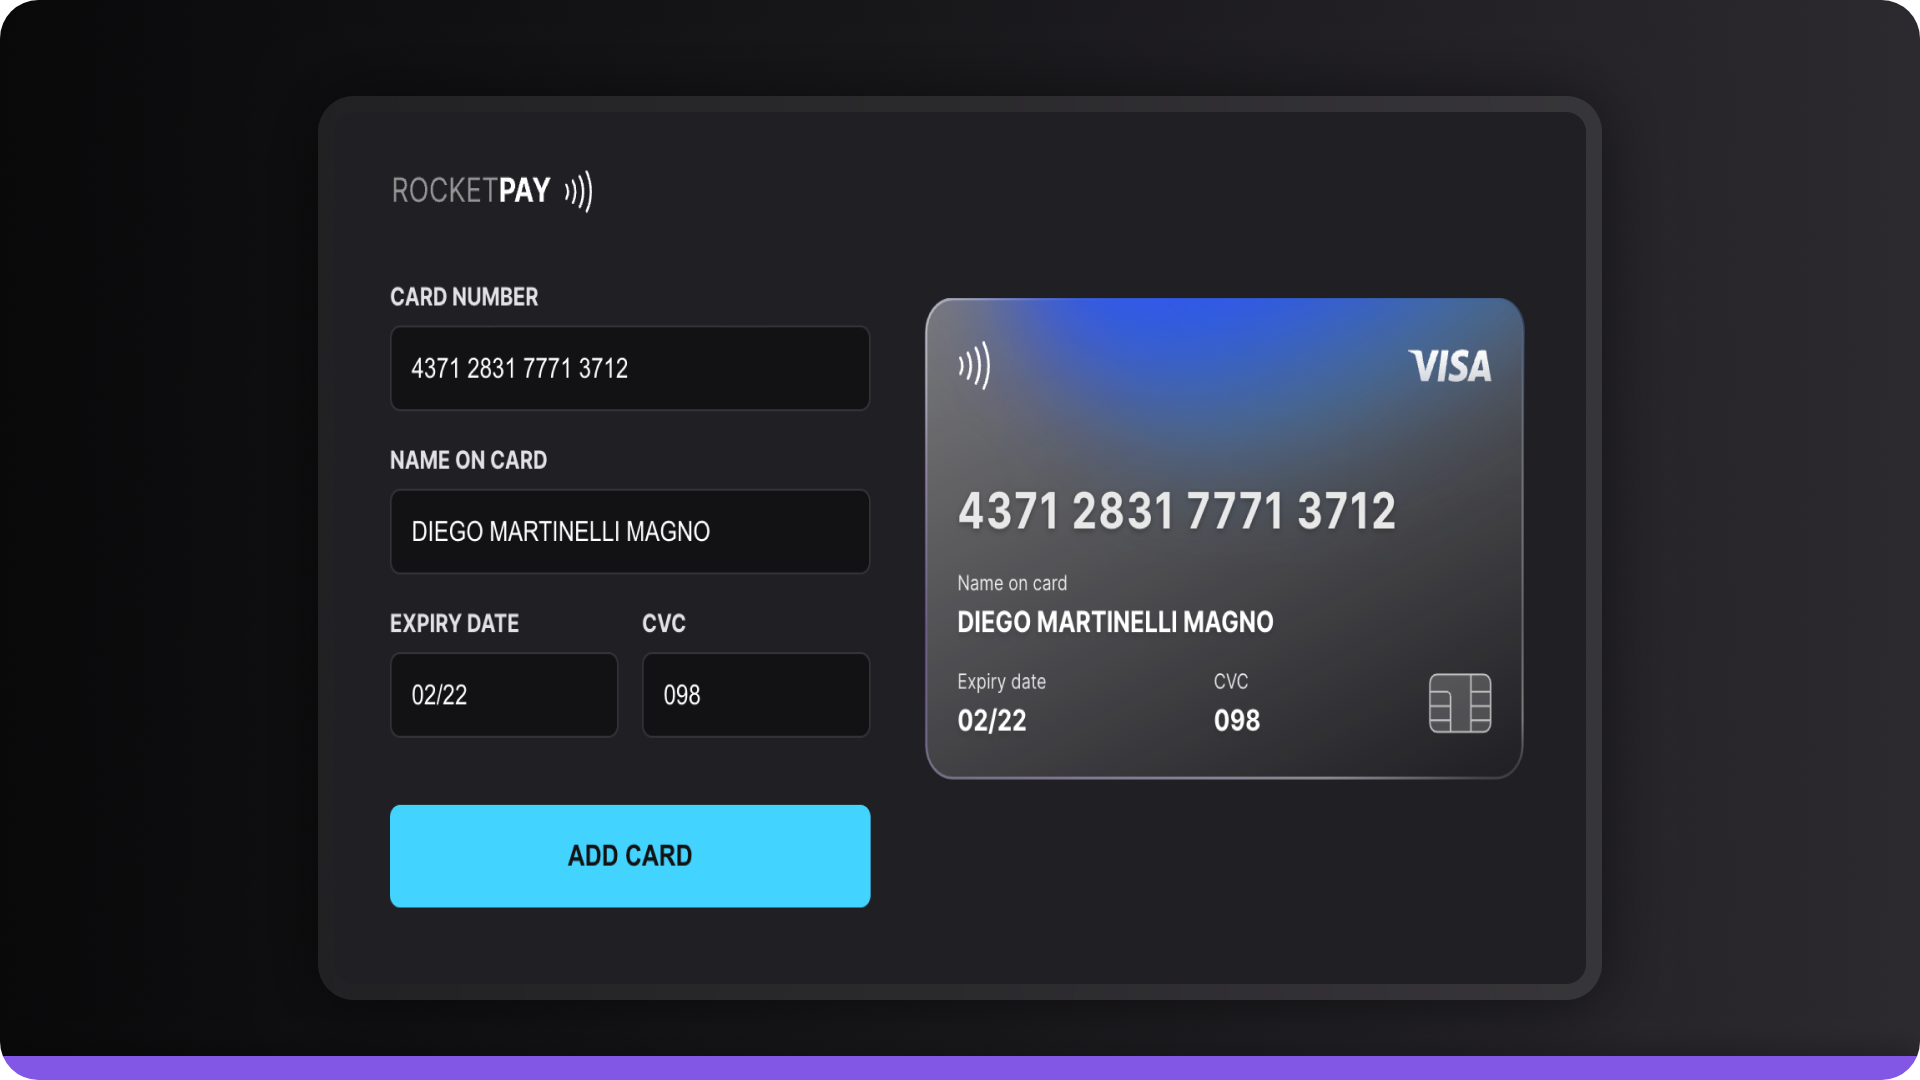 ROCKETPAY
CARD NUMBER
4371 2831 7771 3712
NAME ON CARD
DIEGO MARTINELLI MAGNO
EXPIRY DATE
CVC
02/22
098
ADD CARD
VISA
4371 2831 7771 3712
Name on card
DIEGO MARTINELLI MAGNO
Expiry date
CVC
02/22
098